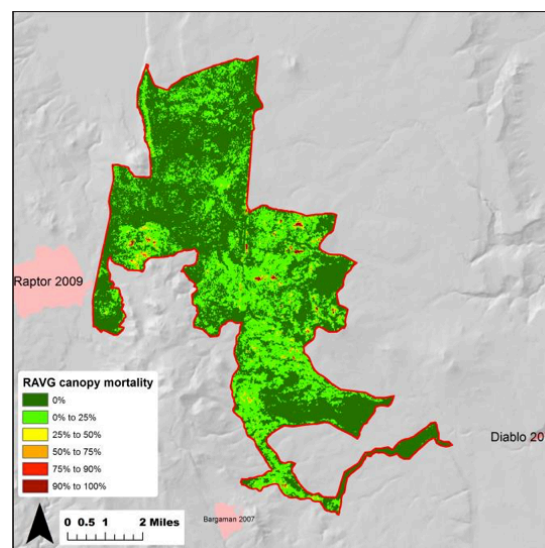 Raptor 2009
RAVG canopy mortality
0%
0% to 25%
25% to 50%
50% to 75%
75% to 90%
90% to 100%
Diablo 20
Bargaman 2007
0 0.5 1 2 Miles